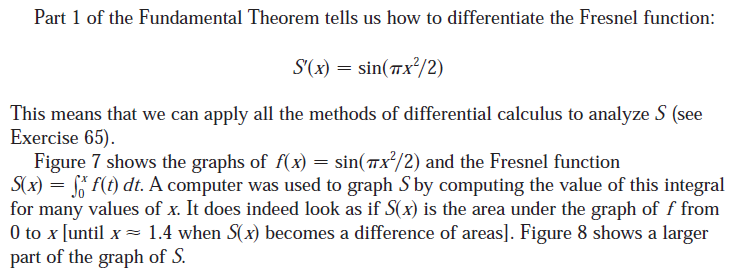 Part 1 of the Fundamental Theorem tells us how to differentiate the Fresnel function:
S′(x) = sin(πx²/2)
This means that we can apply all the methods of differential calculus to analyze S (see
Exercise 65).
Figure 7 shows the graphs of f(x) = sin(πx²/2) and the Fresnel function
S(x) = ∫₀ˣ f(t) dt. A computer was used to graph S by computing the value of this integral
for many values of x. It does indeed look as if S(x) is the area under the graph of f from
0 to x [until x ≈ 1.4 when S(x) becomes a difference of areas]. Figure 8 shows a larger
part of the graph of S.